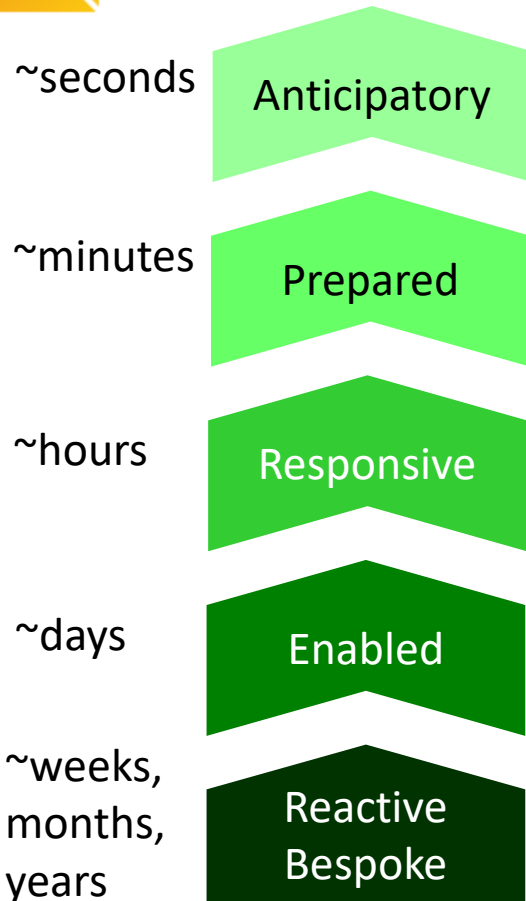 ~seconds
Anticipatory
~minutes
Prepared
~hours
Responsive
~days
Enabled
~weeks,
months,
years
Reactive
Bespoke